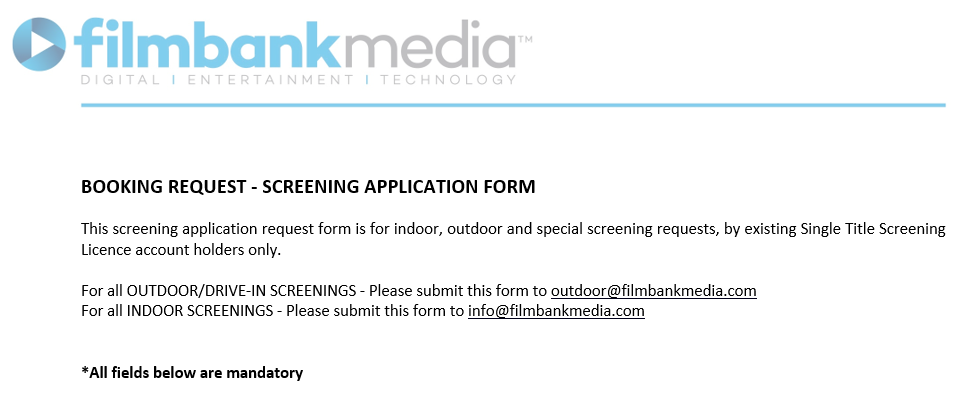 filmbankmedia™
DIGITAL | ENTERTAINMENT | TECHNOLOGY
BOOKING REQUEST - SCREENING APPLICATION FORM
This screening application request form is for indoor, outdoor and special screening requests, by existing Single Title Screening
Licence account holders only.
For all OUTDOOR/DRIVE-IN SCREENINGS - Please submit this form to outdoor@filmbankmedia.com
For all INDOOR SCREENINGS - Please submit this form to info@filmbankmedia.com
*All fields below are mandatory